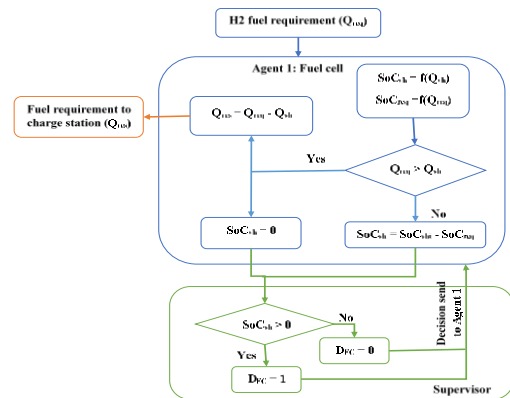 H2 fuel requirement (Qreq)
Agent 1: Fuel cell
SoCsh = f(Qsh)
SoCreq = f(Qreq)
Fuel requirement to
charge station (Qres)
Qres = Qreq - Qsh
Yes
Qreq > Qsh
No
SoCsh = 0
SoCsh = SoCsh - SoCreq
Decision send
to Agent 1
SoCsh > 0
No
DFC = 0
Yes
DFC = 1
Supervisor